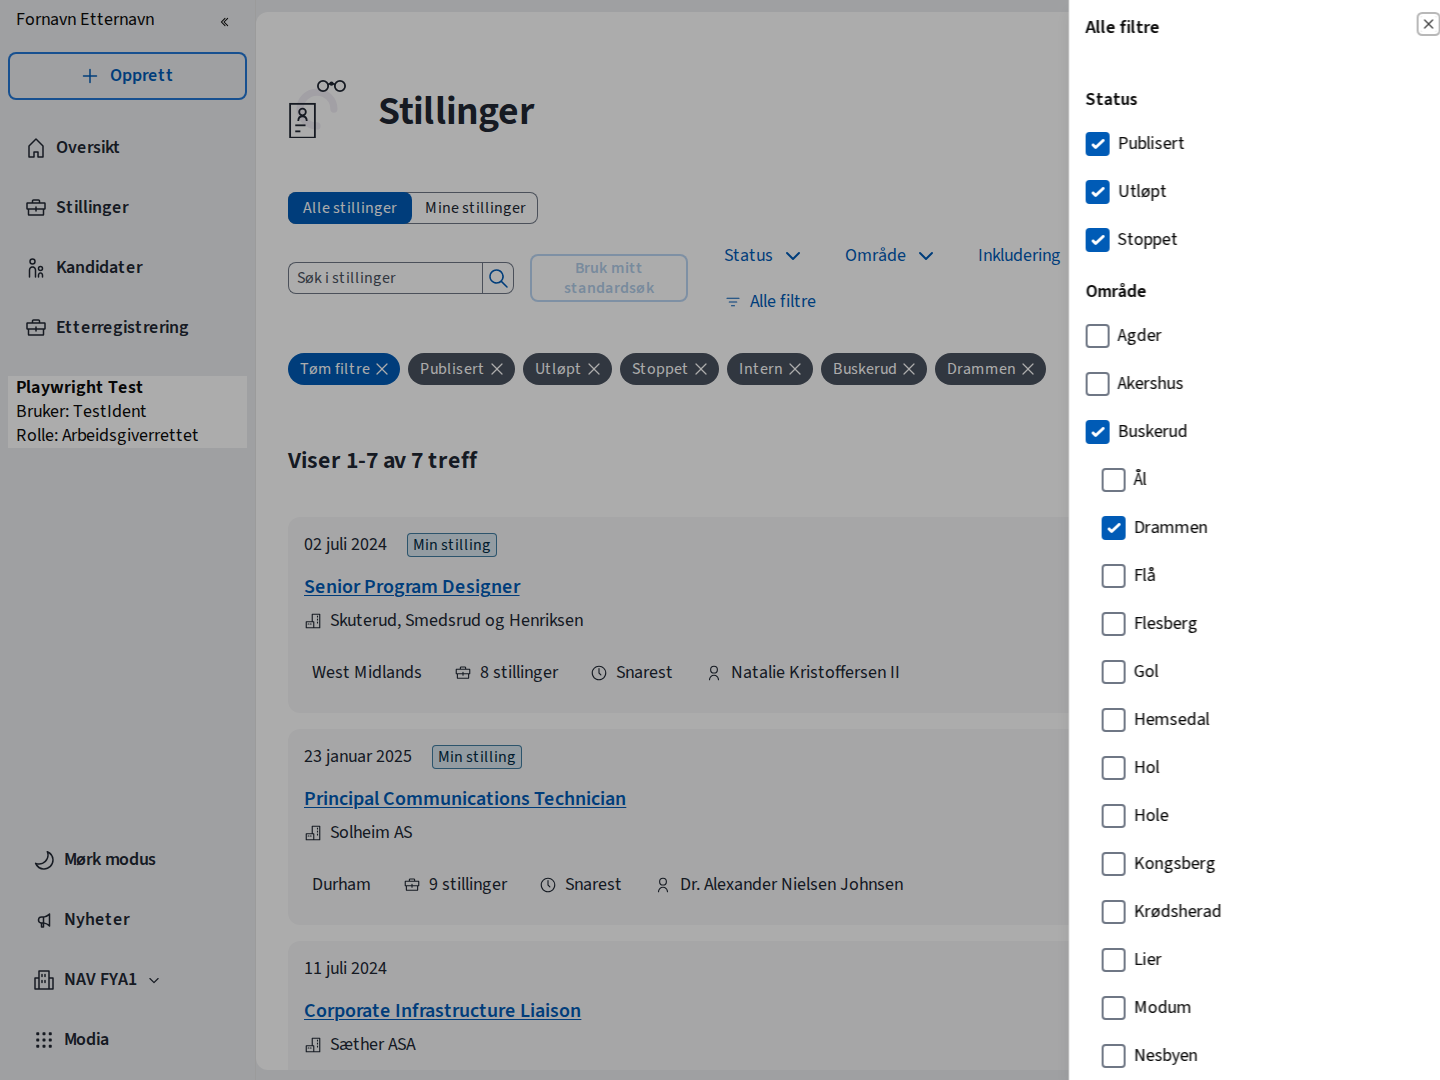 Fornavn Etternavn
Opprett
Oversikt
Stillinger
Kandidater
Etterregistrering
Playwright Test
Bruker: TestIdent
Rolle: Arbeidsgiverrettet
Mørk modus
Nyheter
NAV FYA1
Media
Stillinger
Alle stillinger Mine stillinger
Søk i stillinger
Bruk mitt
standardsøk
Status Område Inkludering
Alle filtre
Tøm filtre Publisert Utløpt Stoppet Intern Buskerud Drammen
Viser 1-7 av 7 treff
02 juli 2024 Min stilling
Senior Program Designer
Skuterud, Smedsrud og Henriksen
West Midlands 8 stillinger Snarest Natalie Kristoffersen II
23 januar 2025 Min stilling
Principal Communications Technician
Solheim AS
Durham 9 stillinger Snarest Dr. Alexander Nielsen Johnsen
11 juli 2024
Corporate Infrastructure Liaison
Sæther ASA
Alle filtre
Status
Publisert
Utløpt
Stoppet
Område
Agder
Akershus
Buskerud
Ål
Drammen
Flå
Flesberg
Gol
Hemsedal
Hol
Hole
Kongsberg
Krødsherad
Lier
Modum
Nesbyen